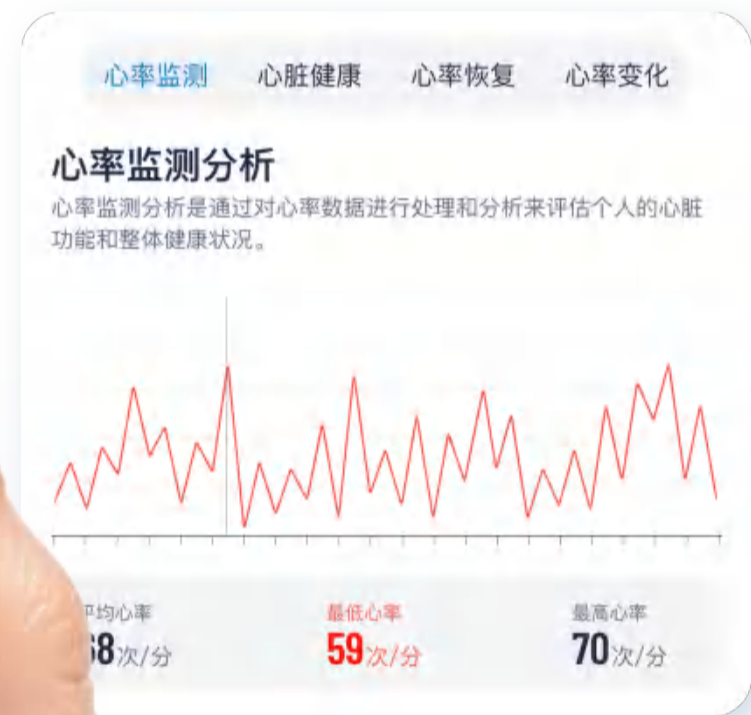 心率监测 心脏健康 心率恢复 心率变化
心率监测分析
心率监测分析是通过对心率数据进行处理和分析来评估个人的心脏
功能和整体健康状况。
平均心率 最低心率 最高心率
68次/分 59次/分 70次/分